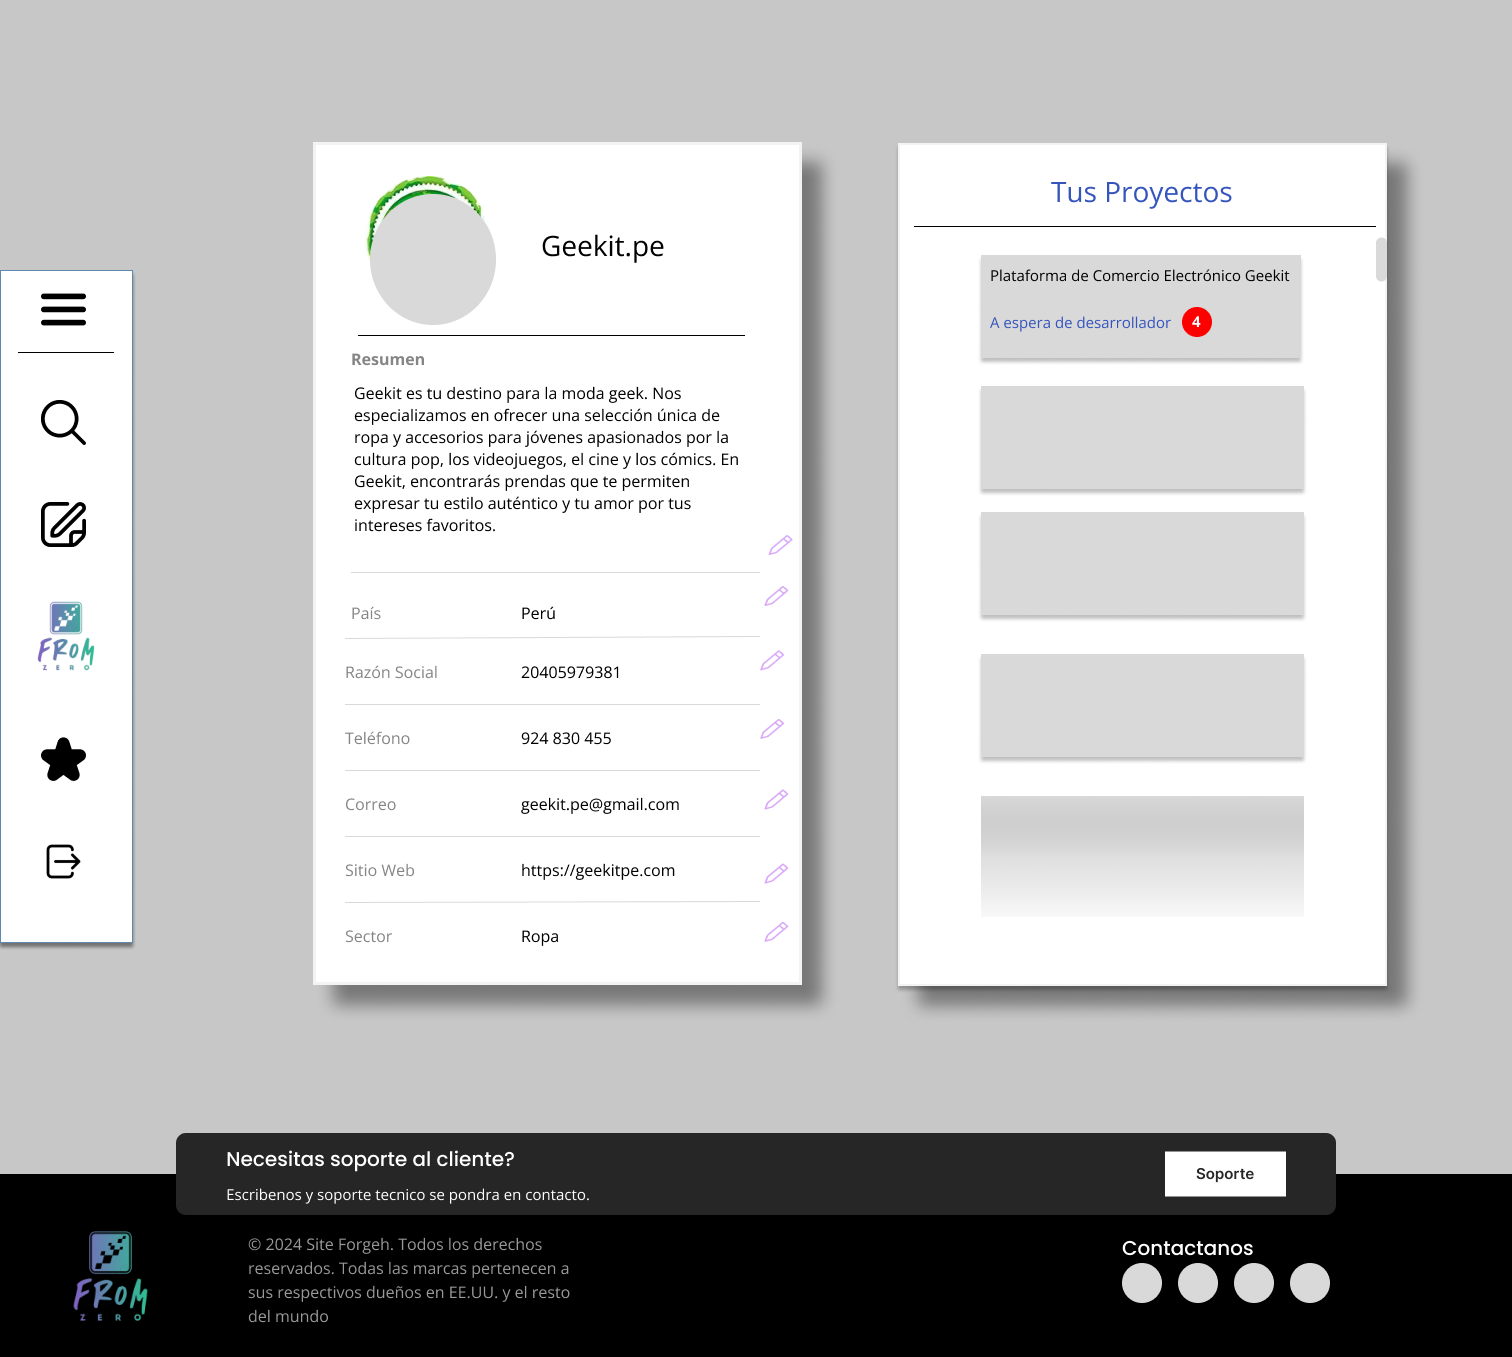 Geekit.pe
Resumen
Geekit es tu destino para la moda geek. Nos
especializamos en ofrecer una selección única de
ropa y accesorios para jóvenes apasionados por la
cultura pop, los videojuegos, el cine y los cómics. En
Geekit, encontrarás prendas que te permiten
expresar tu estilo auténtico y tu amor por tus
intereses favoritos.
País Perú
Razón Social 20405979381
Teléfono 924 830 455
Correo geekit.pe@gmail.com
Sitio Web https://geekitpe.com
Sector Ropa
Tus Proyectos
Plataforma de Comercio Electrónico Geekit
A espera de desarrollador 4
FROM
ZERO
Necesitas soporte al cliente?
Escribenos y soporte tecnico se pondra en contacto.
Soporte
FROM
ZERO
© 2024 Site Forgeh. Todos los derechos
reservados. Todas las marcas pertenecen a
sus respectivos dueños en EE.UU. y el resto
del mundo
Contactanos